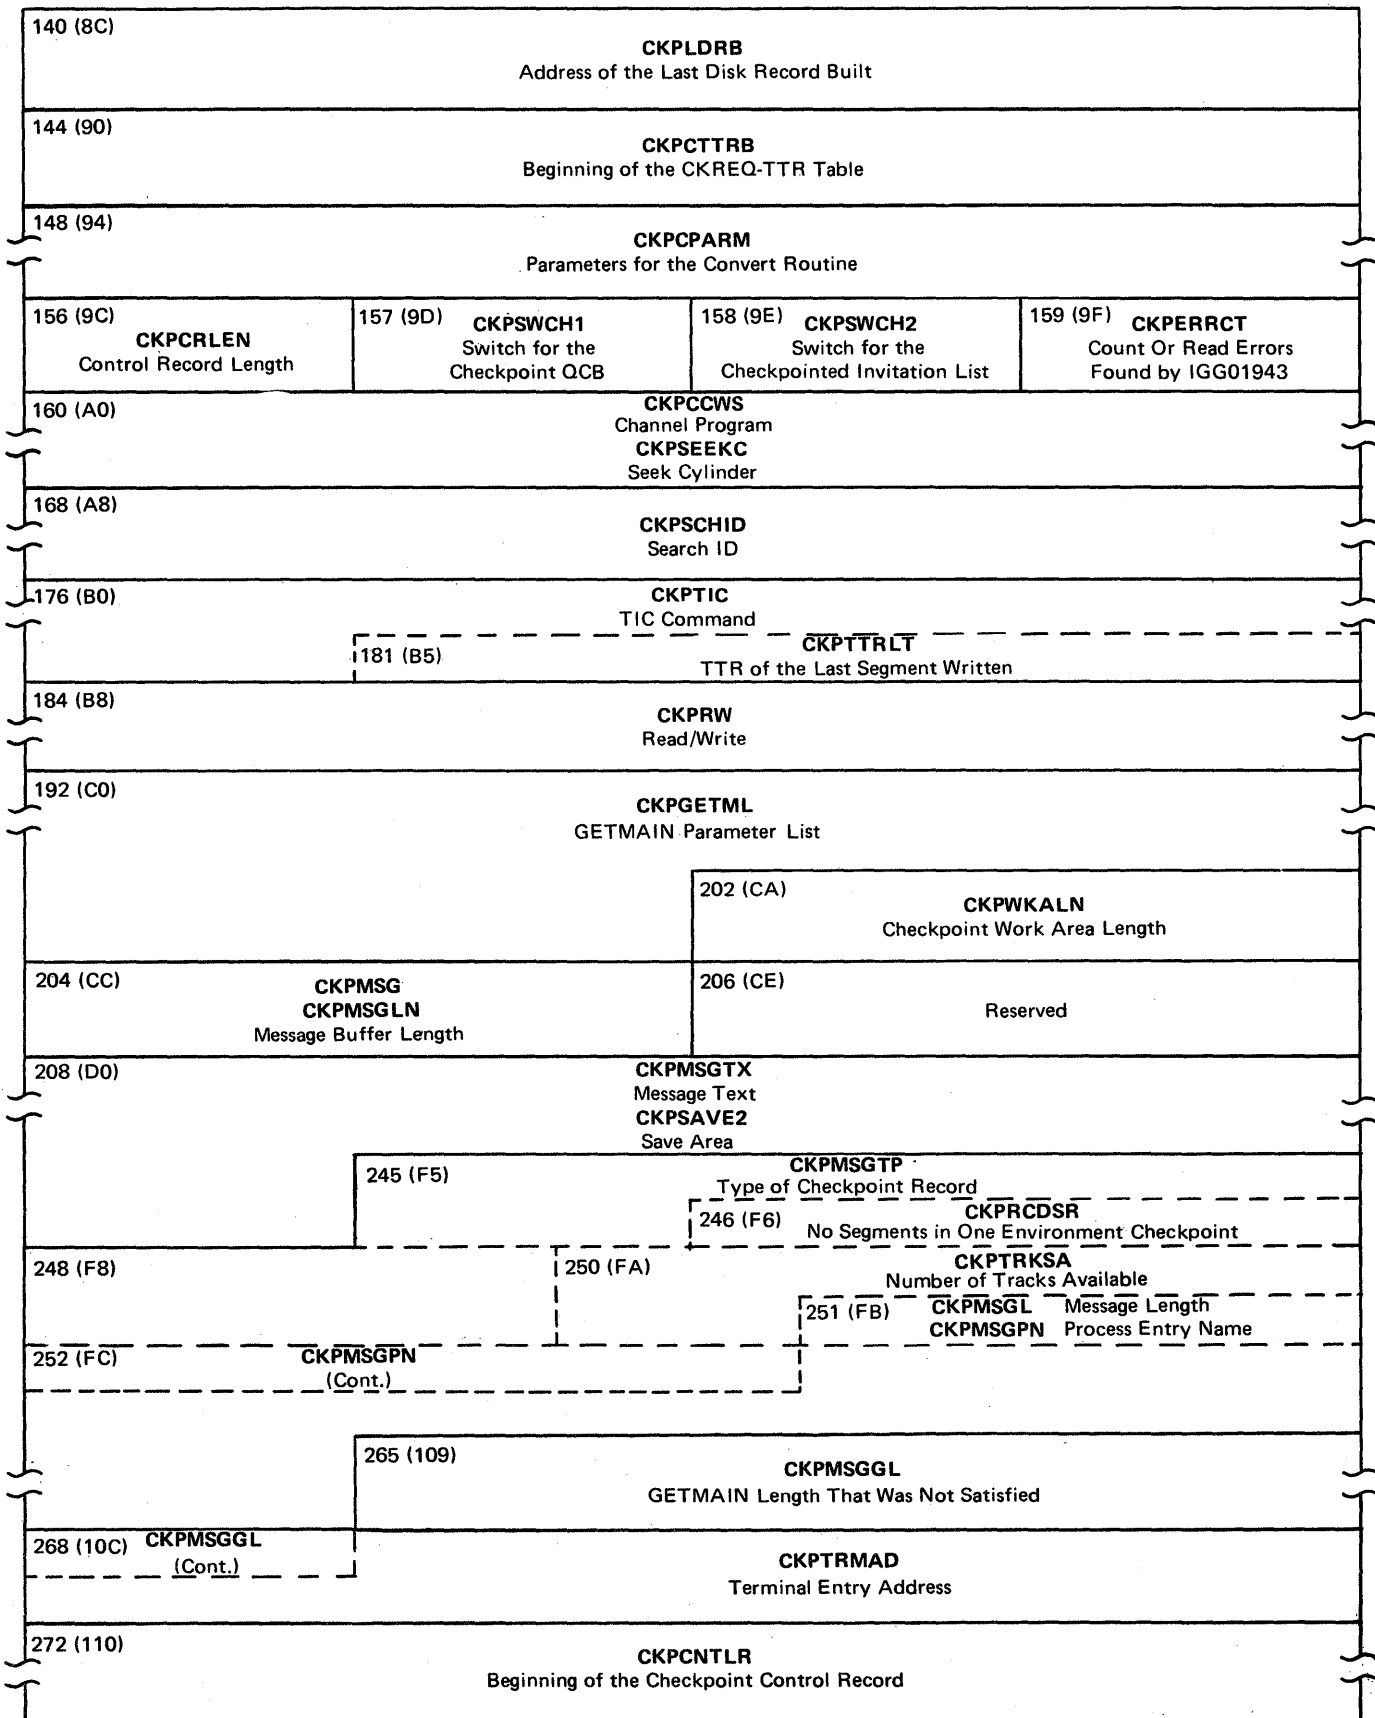 140 (8C)
CKPLDRB
Address of the Last Disk Record Built
144 (90)
CKPCTTRB
Beginning of the CKREQ-TTR Table
148 (94)
CKPCPARM
Parameters for the Convert Routine
156 (9C)
CKPCRLEN
Control Record Length
157 (9D)
CKPSWCH1
Switch for the
Checkpoint QCB
158 (9E)
CKPSWCH2
Switch for the
Checkpointed Invitation List
159 (9F)
CKPERRCT
Count Or Read Errors
Found by IGG01943
160 (A0)
CKPCCWS
Channel Program
CKPSEEKC
Seek Cylinder
168 (A8)
CKPSCHID
Search ID
176 (B0)
CKPTIC
TIC Command
181 (B5)
CKPTTRLT
TTR of the Last Segment Written
184 (B8)
CKPRW
Read/Write
192 (C0)
CKPGETML
GETMAIN Parameter List
202 (CA)
CKPWKALN
Checkpoint Work Area Length
204 (CC)
CKPMSG
CKPMSGLN
Message Buffer Length
206 (CE)
Reserved
208 (D0)
CKPMSGTX
Message Text
CKPSAVE2
Save Area
245 (F5)
CKPMSGTP
Type of Checkpoint Record
246 (F6)
CKPRCDSR
No Segments in One Environment Checkpoint
248 (F8)
250 (FA)
CKPTRKSA
Number of Tracks Available
251 (FB)
CKPMSGL Message Length
CKPMSGPN Process Entry Name
252 (FC)
CKPMSGPN
(Cont.)
265 (109)
CKPMSGGL
GETMAIN Length That Was Not Satisfied
268 (10C)
CKPMSGGL
(Cont.)
CKPTRMAD
Terminal Entry Address
272 (110)
CKPCNTLR
Beginning of the Checkpoint Control Record